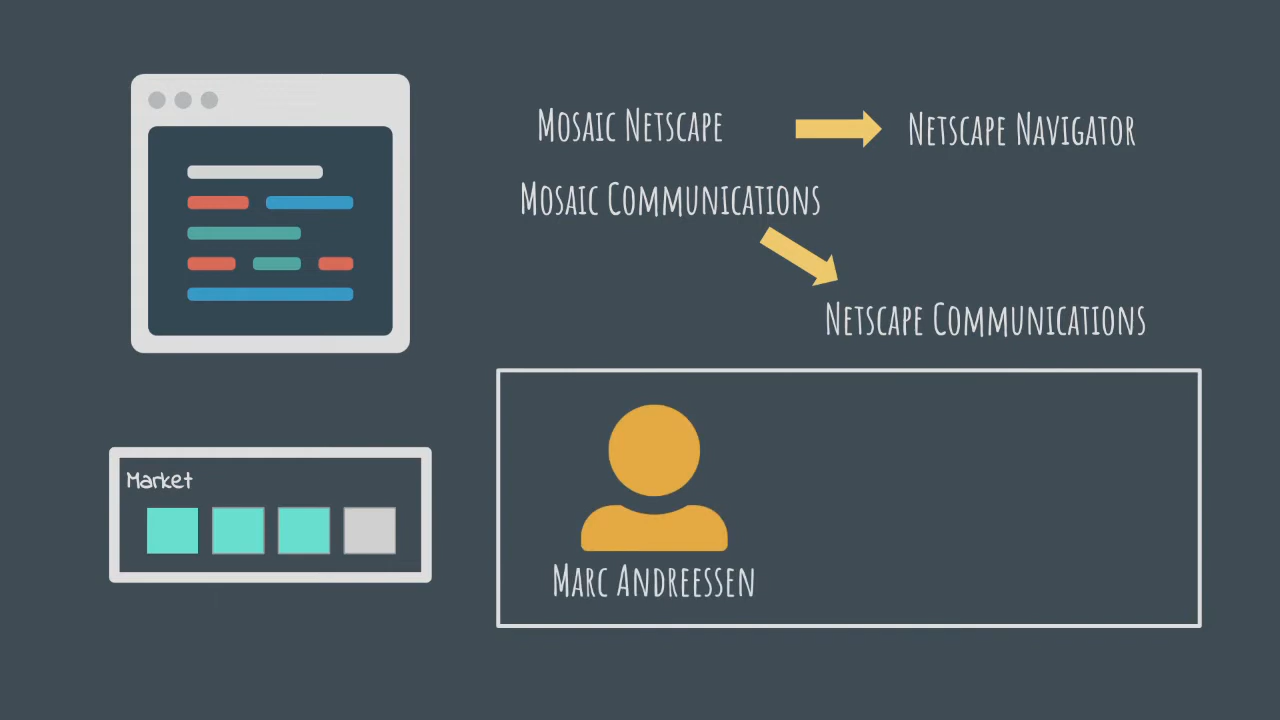 Mosaic Netscape
Netscape Navigator
Mosaic Communications
Netscape Communications
Market
Marc Andreessen